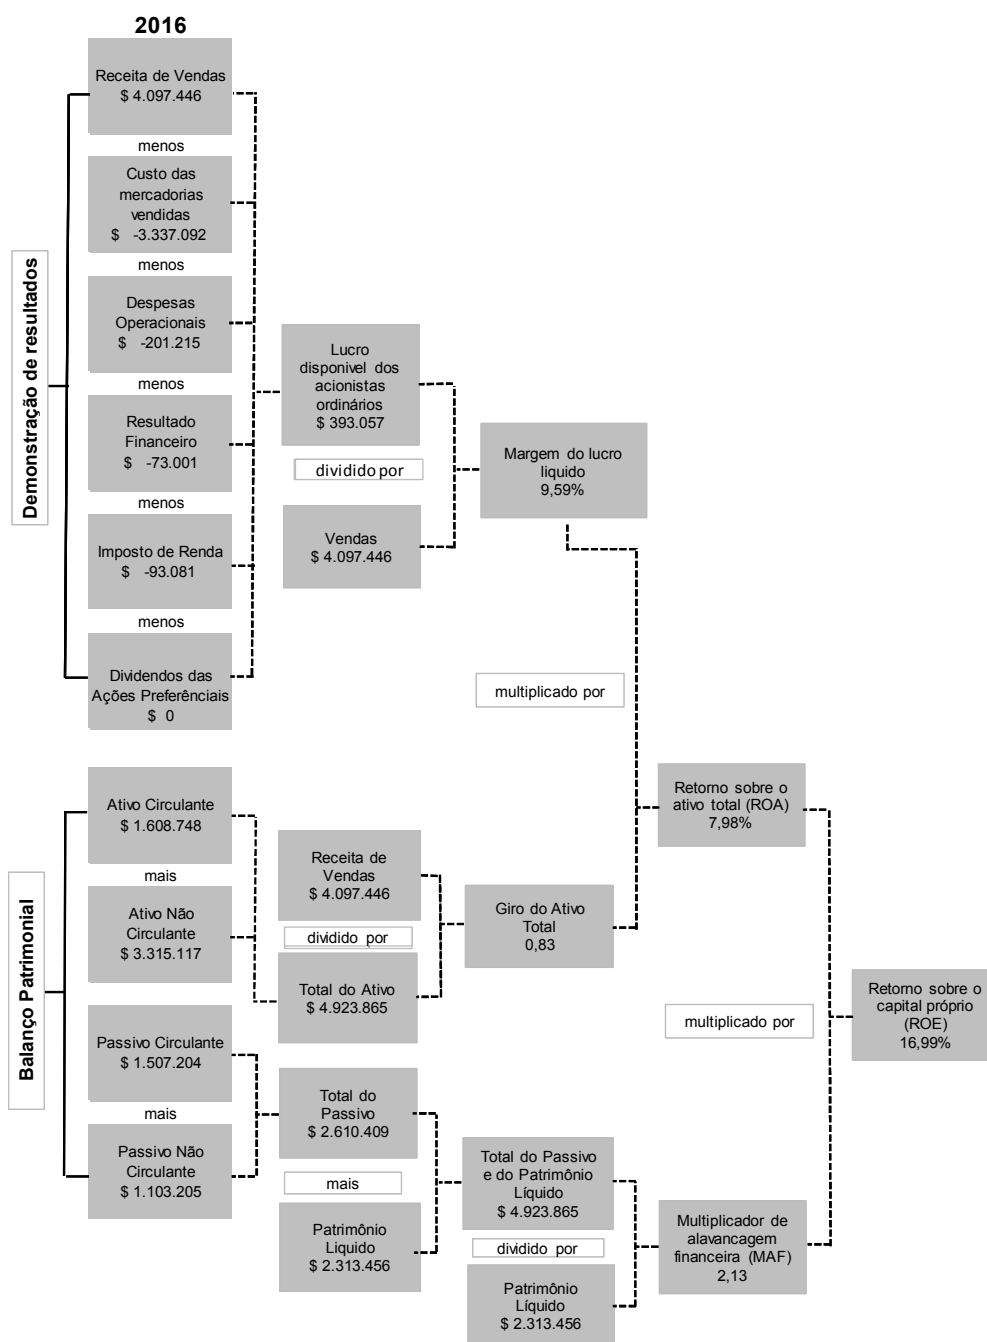 2016
Demonstração de resultados
Receita de Vendas
$ 4.097.446
menos
Custo das
mercadorias
vendidas
$ -3.337.092
menos
Despesas
Operacionais
$ -201.215
menos
Resultado
Financeiro
$ -73.001
menos
Imposto de Renda
$ -93.081
menos
Dividendos das
Ações Preferênciais
$ 0
Lucro
disponivel dos
acionistas
ordinários
$ 393.057
dividido por
Vendas
$ 4.097.446
Margem do lucro
liquido
9,59%
multiplicado por
Balanço Patrimonial
Ativo Circulante
$ 1.608.748
mais
Ativo Não
Circulante
$ 3.315.117
Passivo Circulante
$ 1.507.204
mais
Passivo Não
Circulante
$ 1.103.205
Receita de
Vendas
$ 4.097.446
dividido por
Total do Ativo
$ 4.923.865
Giro do Ativo
Total
0,83
Retorno sobre o
ativo total (ROA)
7,98%
Total do
Passivo
$ 2.610.409
mais
Patrimônio
Liquido
$ 2.313.456
Total do Passivo
e do Patrimônio
Líquido
$ 4.923.865
dividido por
Patrimônio
Líquido
$ 2.313.456
Multiplicador de
alavancagem
financeira (MAF)
2,13
multiplicado por
Retorno sobre o
capital próprio
(ROE)
16,99%